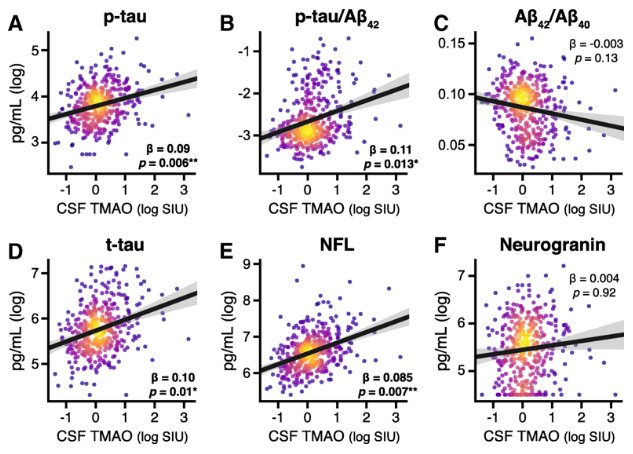 A p-tau
5
4
3
pg/mL (log)
β = 0.09
p = 0.006**
-1 0 1 2 3
CSF TMAO (log SIU)
B p-tau/Aβ42
-1
-2
-3
β = 0.11
p = 0.013*
-1 0 1 2 3
CSF TMAO (log SIU)
C Aβ42/Aβ40
0.15
0.10
0.05
β = -0.003
p = 0.13
-1 0 1 2 3
CSF TMAO (log SIU)
D t-tau
7
6
5
pg/mL (log)
β = 0.10
p = 0.01*
-1 0 1 2 3
CSF TMAO (log SIU)
E NFL
9
8
7
6
pg/mL (log)
β = 0.085
p = 0.007**
-1 0 1 2 3
CSF TMAO (log SIU)
F Neurogranin
7
6
5
pg/mL (log)
β = 0.004
p = 0.92
-1 0 1 2 3
CSF TMAO (log SIU)